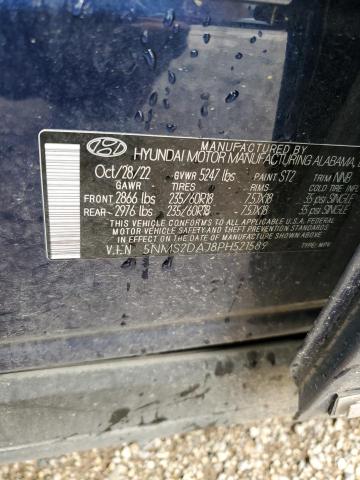 MANUFACTURED BY
HYUNDAI MOTOR MANUFACTURING ALABAMA,
Oct/28/22 GVWR 5247 lbs PAINT ST2 TRIM NNB
GAWR TIRES RIMS COLD TIRE
FRONT 2866 lbs 235/60R18 7.5JX18 35 psi SRW
REAR 2976 lbs 235/60R18 7.5JX18 35 psi SRW
THIS VEHICLE CONFORMS TO ALL APPLICABLE U.S.A. FEDERAL
MOTOR VEHICLE SAFETY AND THEFT PREVENTION STANDARDS
IN EFFECT ON THE DATE OF MANUFACTURE SHOWN ABOVE.
V.I.N 5NMS2DAJ8PH521589 TYPE: MPV